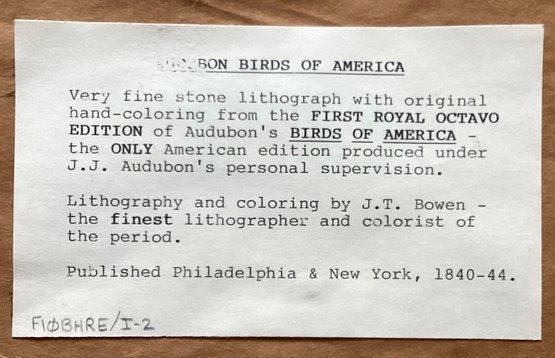 BIRDS OF AMERICA
Very fine stone lithograph with original
hand-coloring from the FIRST ROYAL OCTAVO
EDITION of Audubon's BIRDS OF AMERICA -
the ONLY American edition produced under
J.J. Audubon's personal supervision.
Lithography and coloring by J.T. Bowen -
the finest lithographer and colorist of
the period.
Published Philadelphia & New York, 1840-44.